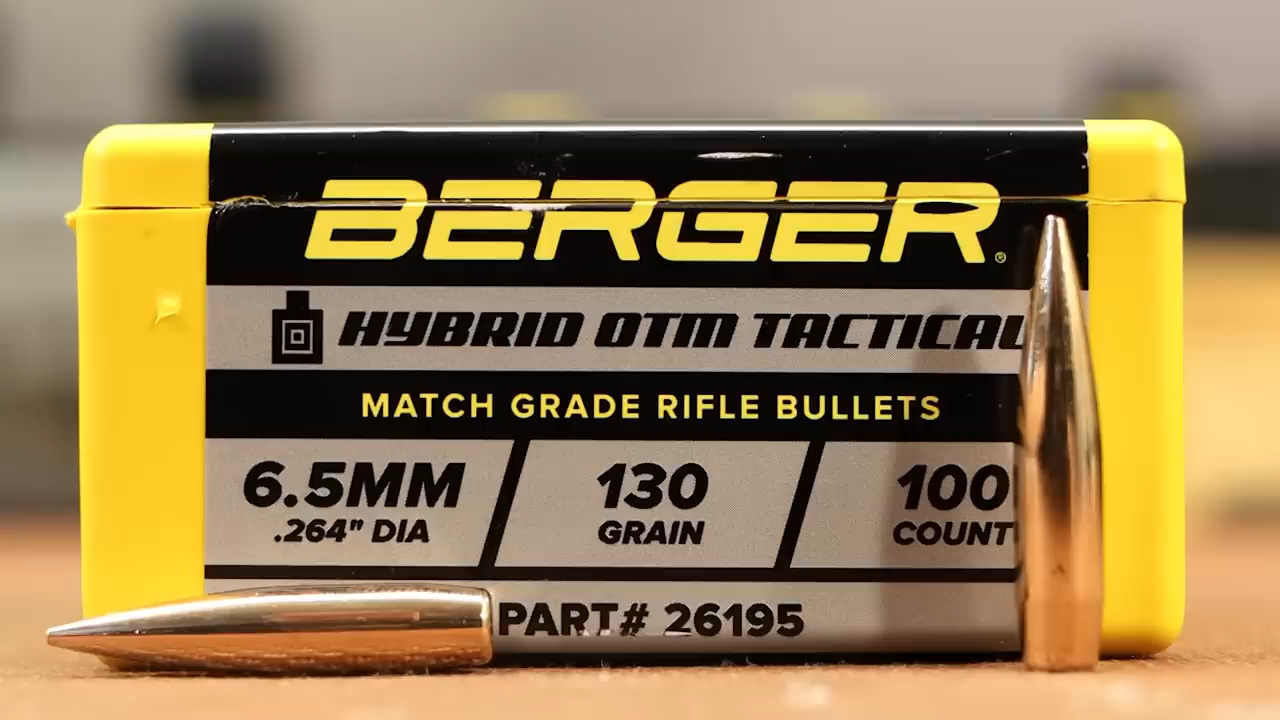 BERGER®
HYBRID OTM TACTICAL
MATCH GRADE RIFLE BULLETS
6.5MM
.264" DIA
130
GRAIN
100
COUNT
PART# 26195